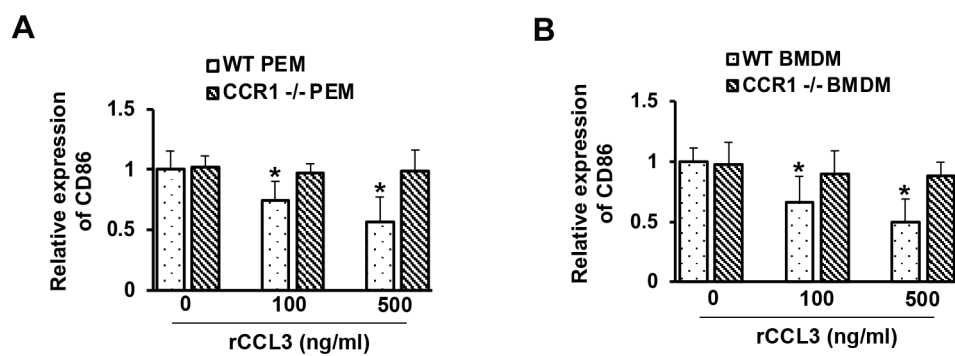 A
WT PEM
CCR1 -/- PEM
Relative expression
of CD86
1.5
1
0.5
0
0 100 500
rCCL3 (ng/ml)
*
*
B
WT BMDM
CCR1 -/- BMDM
Relative expression
of CD86
1.5
1
0.5
0
0 100 500
rCCL3 (ng/ml)
*
*